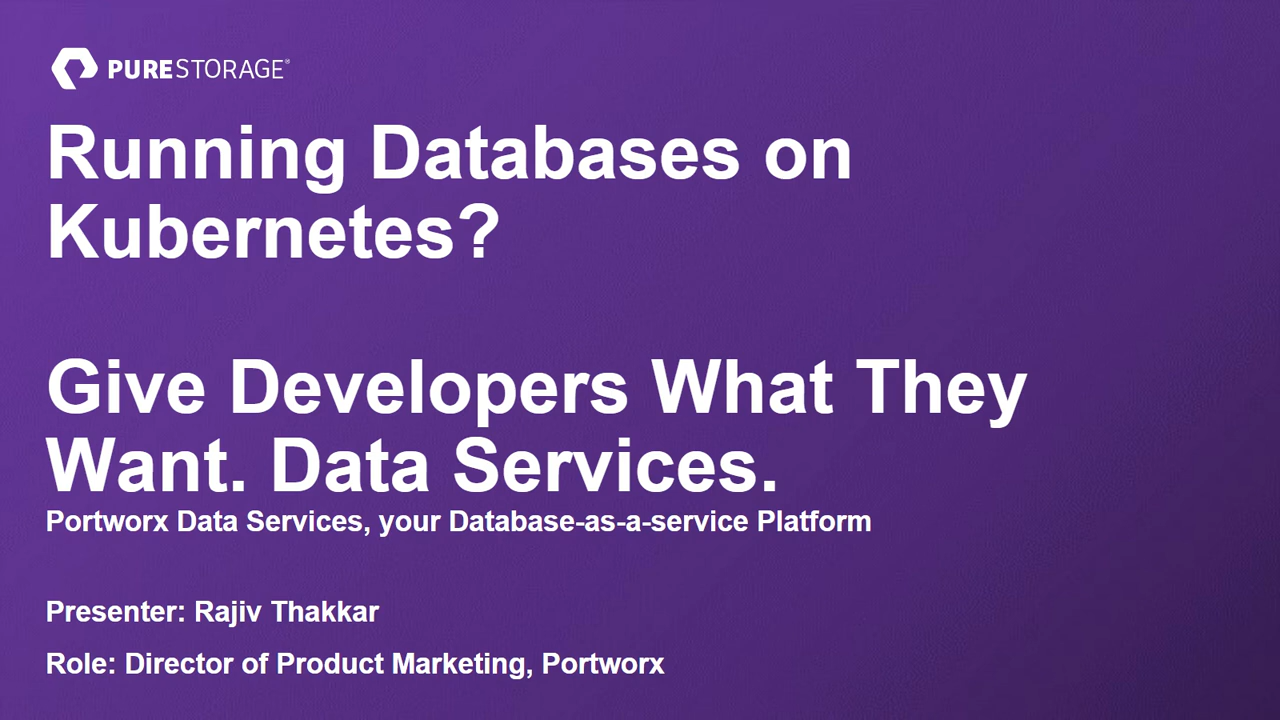 PURESTORAGE®
Running Databases on
Kubernetes?
Give Developers What They
Want. Data Services.
Portworx Data Services, your Database-as-a-service Platform
Presenter: Rajiv Thakkar
Role: Director of Product Marketing, Portworx